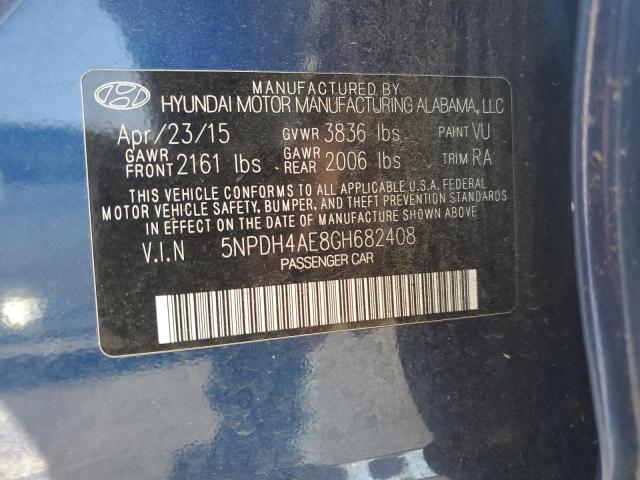 MANUFACTURED BY
HYUNDAI MOTOR MANUFACTURING ALABAMA, LLC
Apr/23/15 GVWR 3836 lbs PAINT VU
GAWR FRONT 2161 lbs GAWR REAR 2006 lbs TRIM RA
THIS VEHICLE CONFORMS TO ALL APPLICABLE U.S.A. FEDERAL
MOTOR VEHICLE SAFETY, BUMPER, AND THEFT PREVENTION
STANDARDS IN EFFECT ON THE DATE OF MANUFACTURE SHOWN ABOVE.
V.I.N 5NPDH4AE8GH682408
PASSENGER CAR